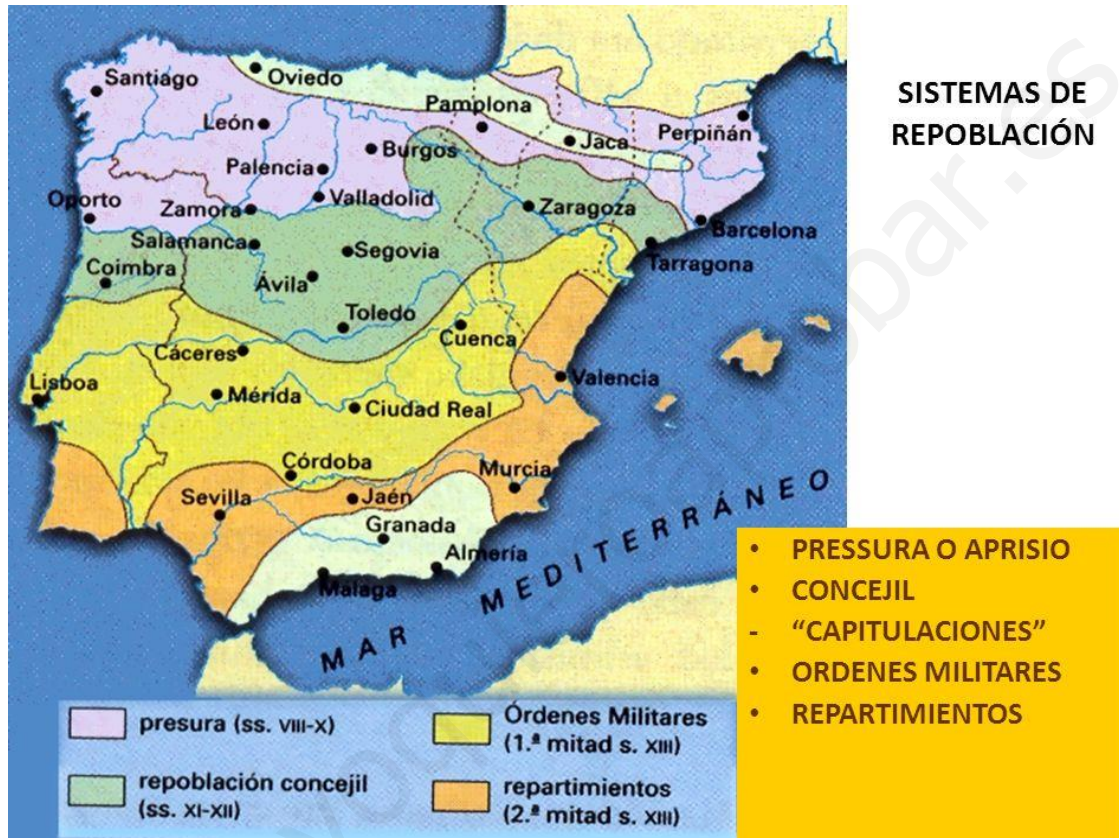 SISTEMAS DE
REPOBLACIÓN
Santiago
Oviedo
Pamplona
León
Burgos
Jaca
Perpiñán
Palencia
Oporto
Zamora
Valladolid
Zaragoza
Barcelona
Salamanca
Segovia
Tarragona
Coimbra
Ávila
Toledo
Cuenca
Cáceres
Lisboa
Mérida
Valencia
Ciudad Real
Córdoba
Murcia
Sevilla
Jaén
Granada
Almería
Málaga
MAR MEDITERRÁNEO
• PRESSURA O APRISIO
• CONCEJIL
- “CAPITULACIONES”
• ORDENES MILITARES
• REPARTIMIENTOS
presura (ss. VIII-X)
repoblación concejil
(ss. XI-XII)
Órdenes Militares
(1.ª mitad s. XIII)
repartimientos
(2.ª mitad s. XIII)